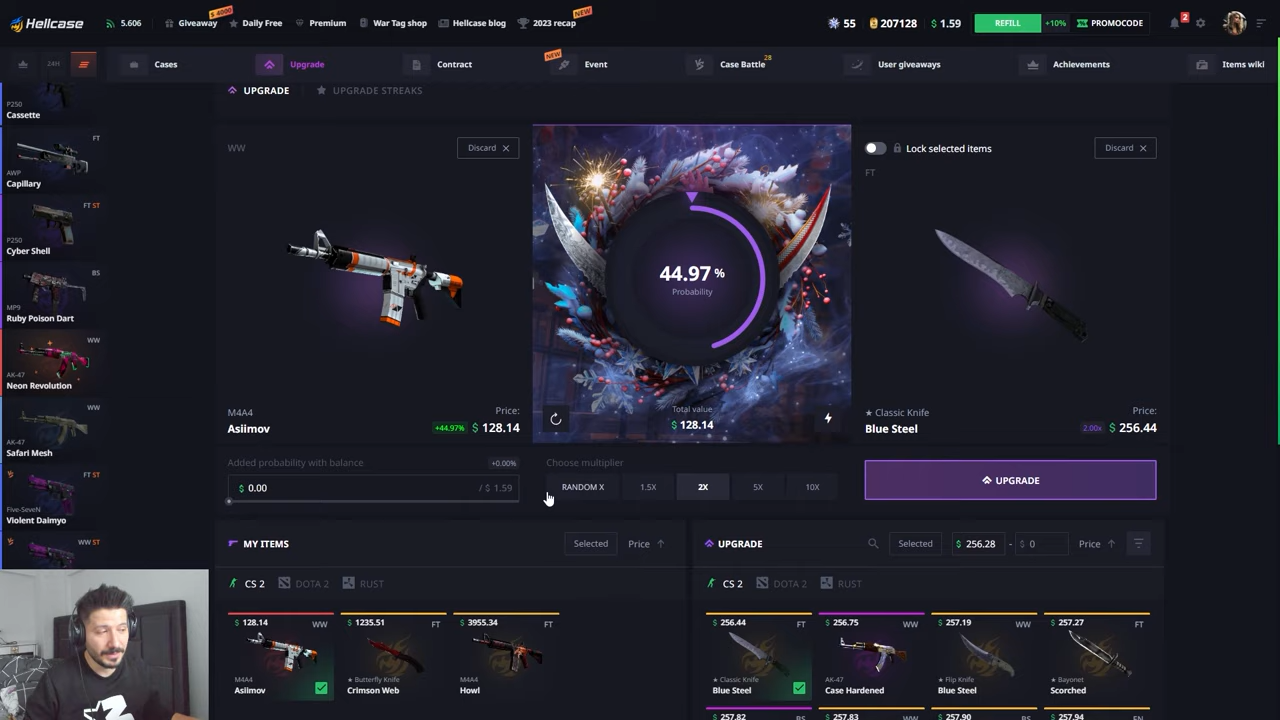 Hellcase
5.606
$ 4000
Giveaway
Daily Free
Premium
War Tag shop
Hellcase blog
NEW
2023 recap
55
207128
$ 1.59
REFILL
+10%
PROMOCODE
2
24H
Cases
Upgrade
Contract
NEW
Event
Case Battle
28
User giveaways
Achievements
Items wiki
P250
Cassette
FT
AWP
Capillary
FT ST
P250
Cyber Shell
BS
MP9
Ruby Poison Dart
WW
AK-47
Neon Revolution
WW
AK-47
Safari Mesh
FT ST
Five-SeveN
Violent Daimyo
WW ST
UPGRADE
UPGRADE STREAKS
WW
Discard
M4A4
Asiimov
Price:
+44.97%
$ 128.14
44.97 %
Probability
Total value
$ 128.14
Lock selected items
Discard
FT
★ Classic Knife
Blue Steel
Price:
2.00x
$ 256.44
Added probability with balance
+0.00%
$ 0.00
/ $ 1.59
Choose multiplier
RANDOM X
1.5X
2X
5X
10X
UPGRADE
MY ITEMS
Selected
Price
CS 2
DOTA 2
RUST
$ 128.14
WW
M4A4
Asiimov
$ 1235.51
FT
★ Butterfly Knife
Crimson Web
$ 3955.34
FT
M4A4
Howl
UPGRADE
Selected
$ 256.28
-
$ 0
Price
CS 2
DOTA 2
RUST
$ 256.44
FT
★ Classic Knife
Blue Steel
$ 256.75
WW
AK-47
Case Hardened
$ 257.19
WW
★ Flip Knife
Blue Steel
$ 257.27
FT
★ Bayonet
Scorched
$ 257.82
BS
$ 257.83
WW
$ 257.90
BS
$ 257.94
FN